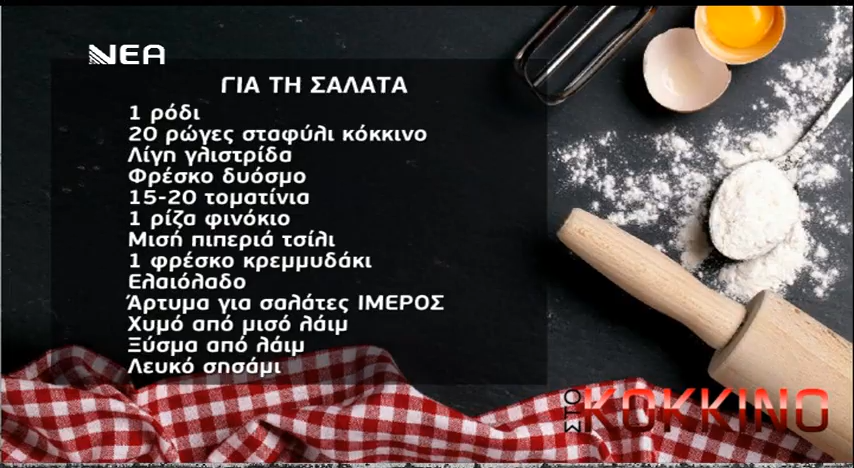 ΝΕΑ
ΓΙΑ ΤΗ ΣΑΛΑΤΑ
1 ρόδι
20 ρώγες σταφύλι κόκκινο
Λίγη γλιστρίδα
Φρέσκο δυόσμο
15-20 τοματίνια
1 ρίζα φινόκιο
Μισή πιπεριά τσίλι
1 φρέσκο κρεμμυδάκι
Ελαιόλαδο
Άρτυμα για σαλάτες ΙΜΕΡΟΣ
Χυμό από μισό λάιμ
Ξύσμα από λάιμ
Λευκό σησάμι
ΣΤΟ ΚΟΚΚΙΝΟ